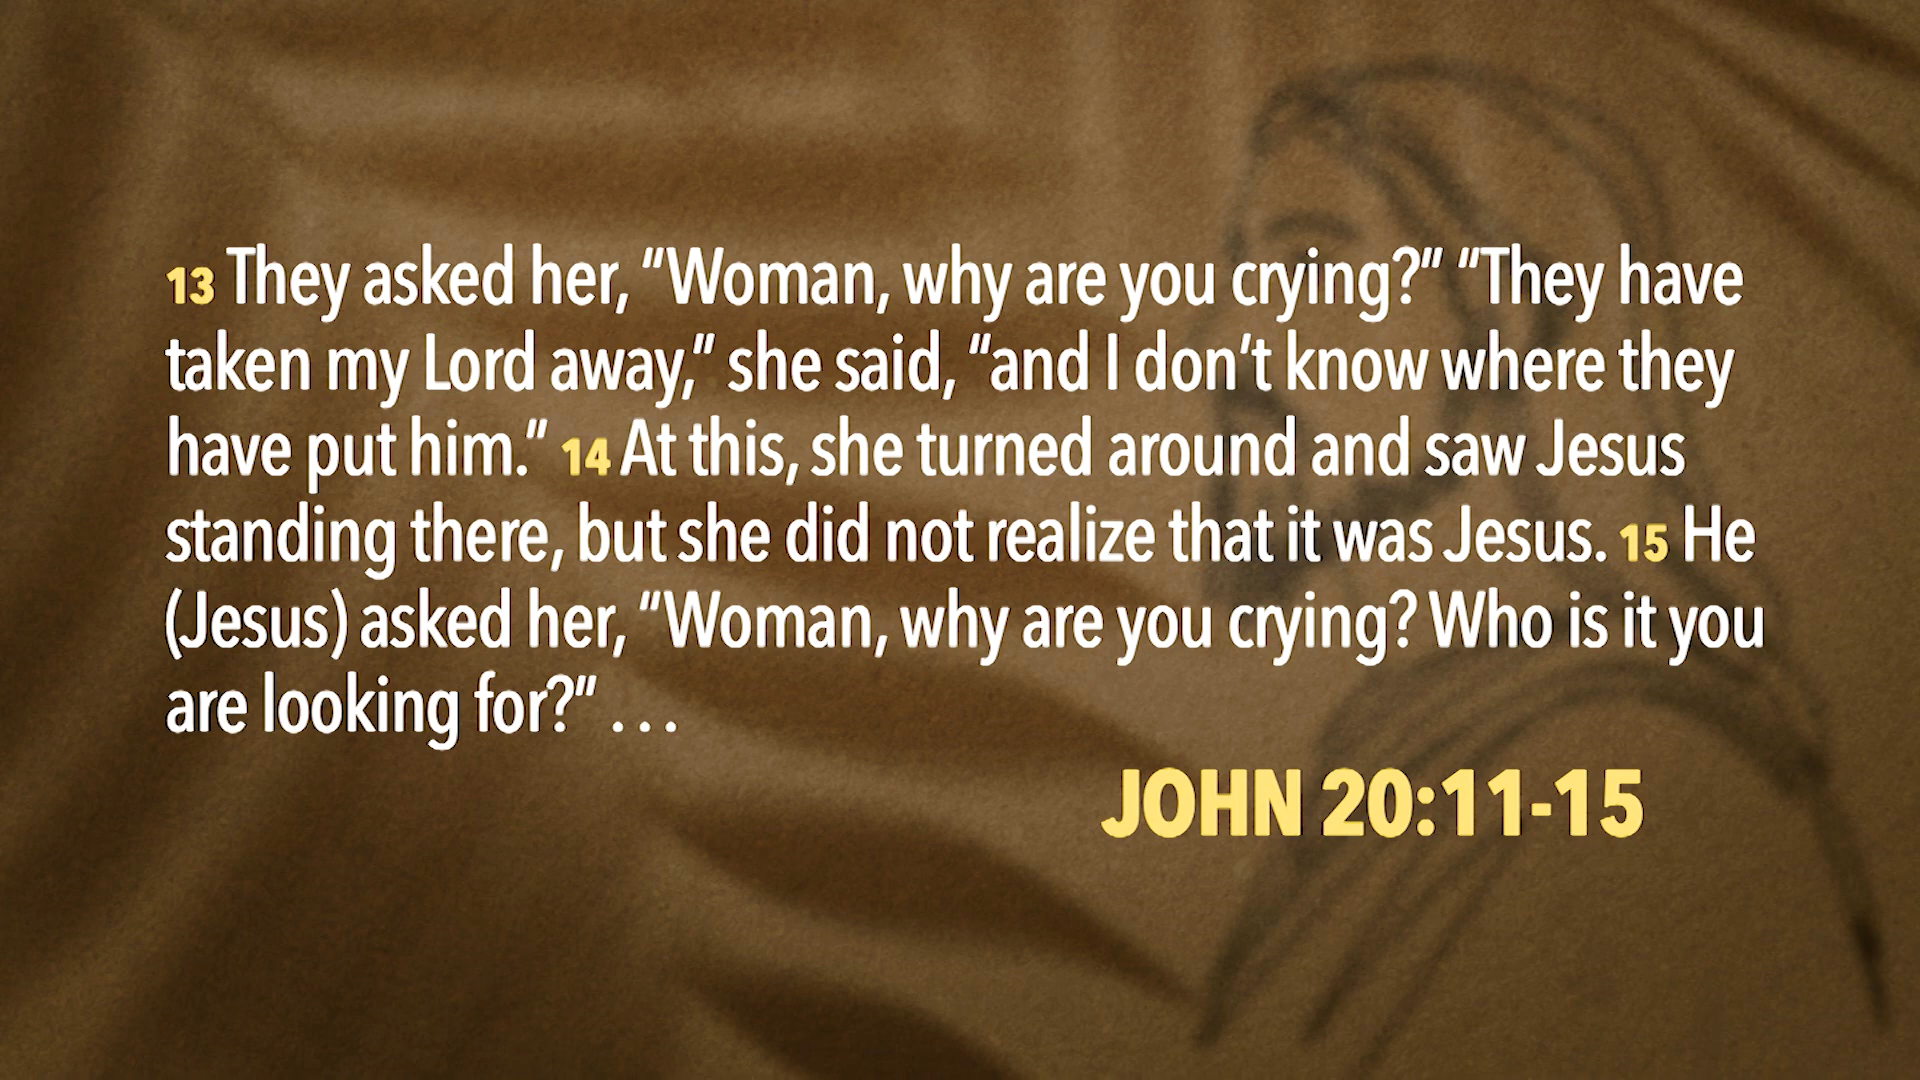 13 They asked her, “Woman, why are you crying?” “They have
taken my Lord away,” she said, “and I don’t know where they
have put him.” 14 At this, she turned around and saw Jesus
standing there, but she did not realize that it was Jesus. 15 He
(Jesus) asked her, “Woman, why are you crying? Who is it you
are looking for?” . . .
JOHN 20:11-15